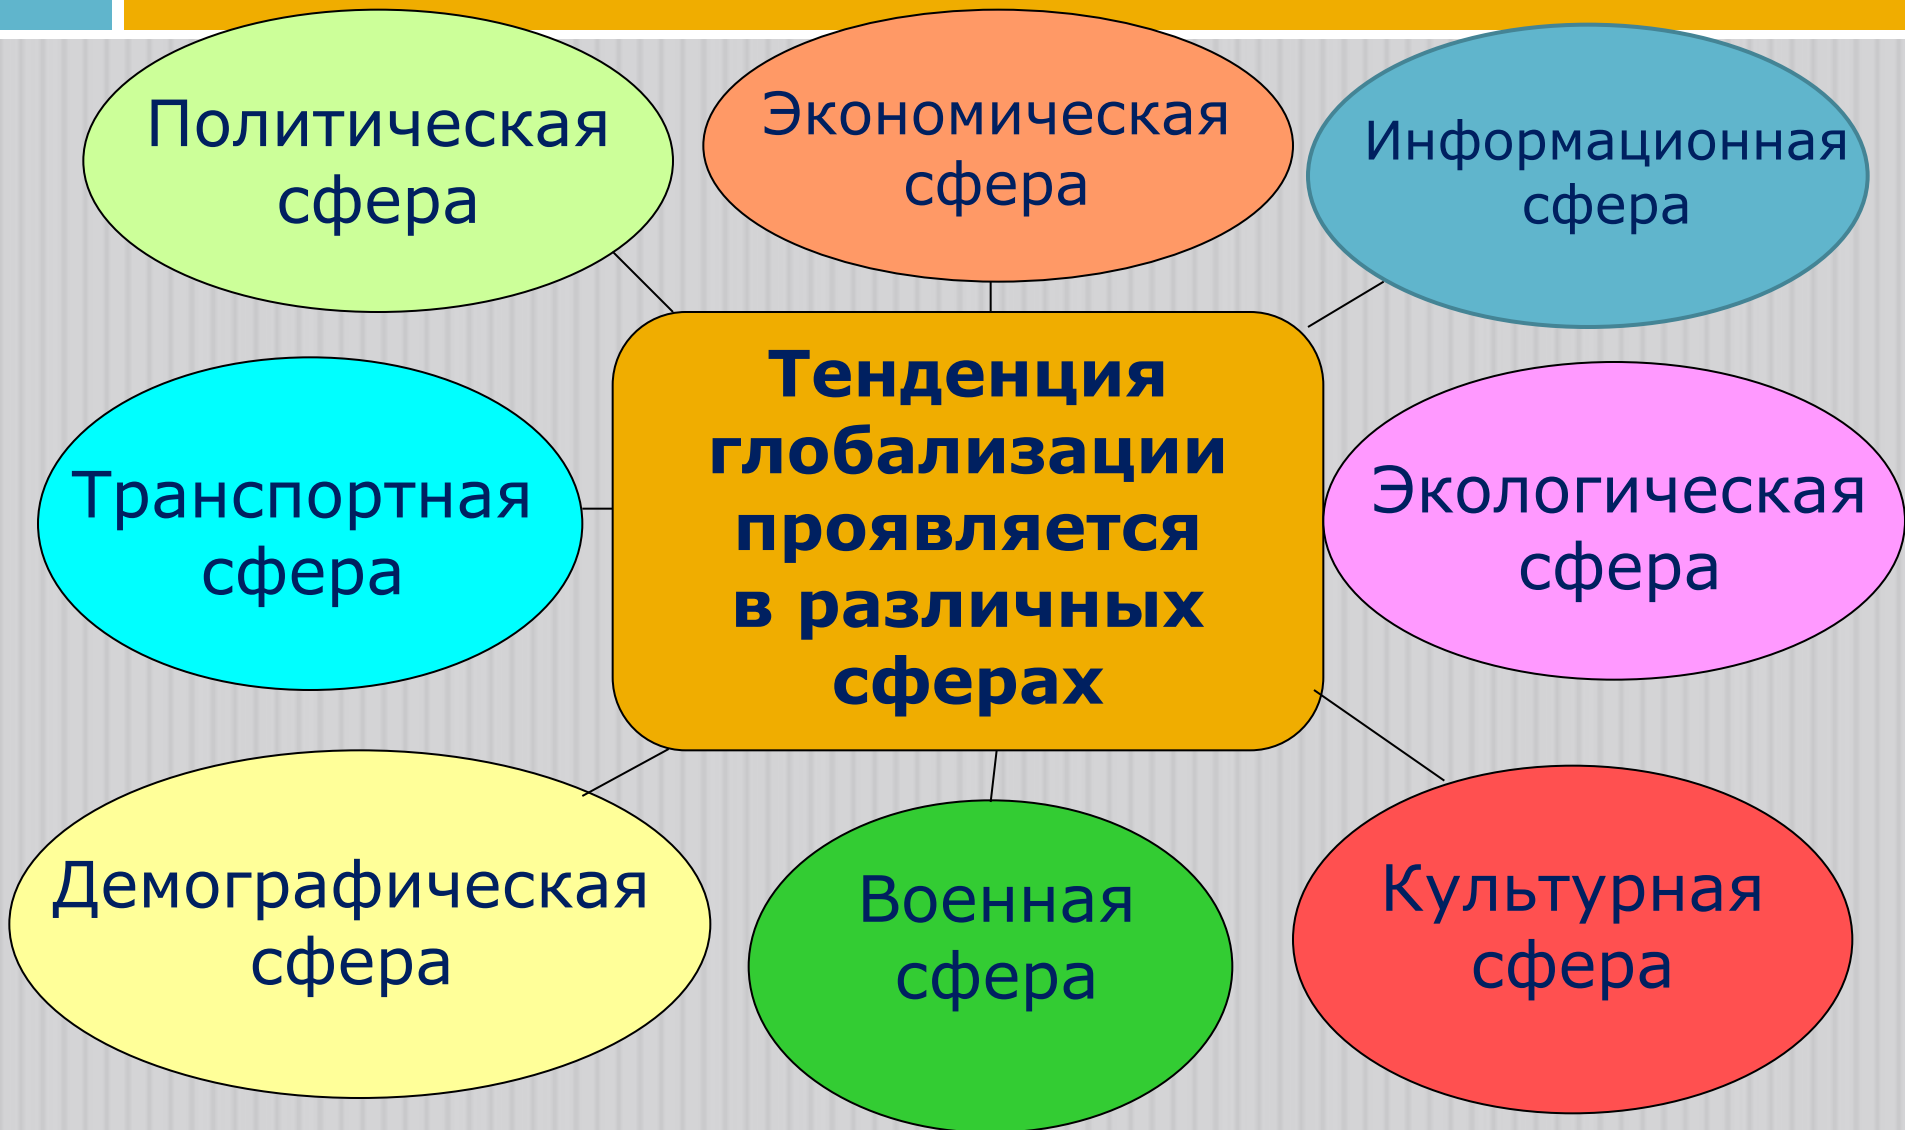 Политическая
сфера
Экономическая
сфера
Информационная
сфера
Тенденция
глобализации
проявляется
в различных
сферах
Транспортная
сфера
Экологическая
сфера
Демографическая
сфера
Военная
сфера
Культурная
сфера